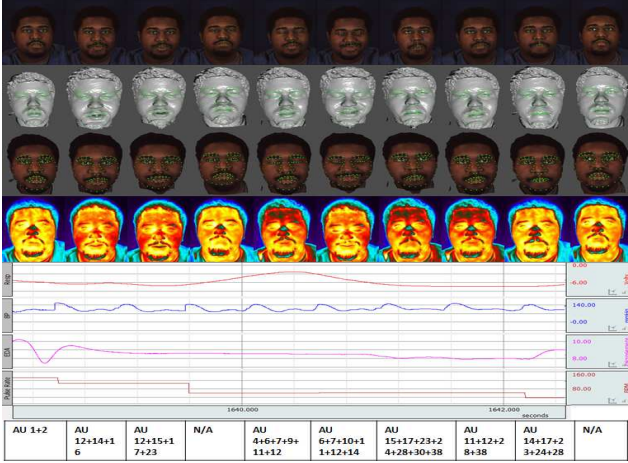 Resp
0.00
-6.00
BP
140.00
-0.00
EDA
10.00
8.00
Pulse Rate
160.00
80.00
BPM
1640.000
1642.000
seconds
AU 1+2
AU
12+14+1
6
AU
12+15+1
7+23
N/A
AU
4+6+7+9+
11+12
AU
6+7+10+1
1+12+14
AU
15+17+23+2
4+28+30+38
AU
11+12+2
8+38
AU
14+17+2
3+24+28
N/A